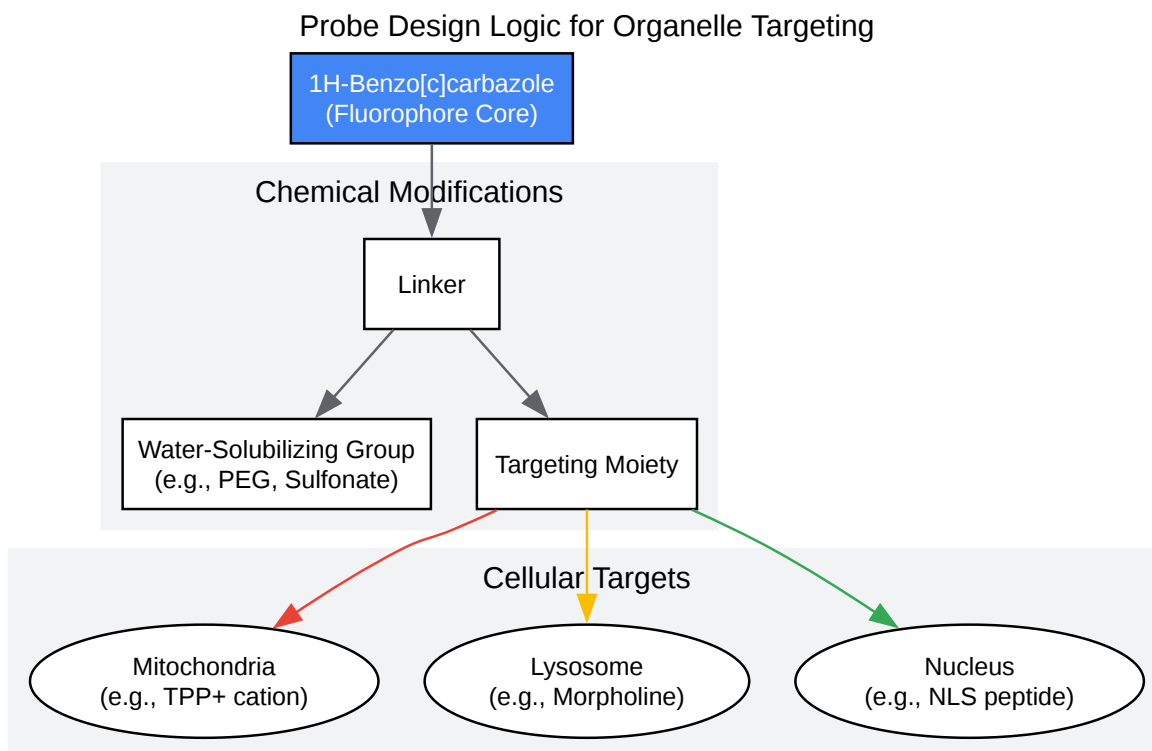 Probe Design Logic for Organelle Targeting
1H-Benzo[c]carbazole
(Fluorophore Core)
Chemical Modifications
Linker
Water-Solubilizing Group
(e.g., PEG, Sulfonate)
Targeting Moiety
Cellular Targets
Mitochondria
(e.g., TPP+ cation)
Lysosome
(e.g., Morpholine)
Nucleus
(e.g., NLS peptide)